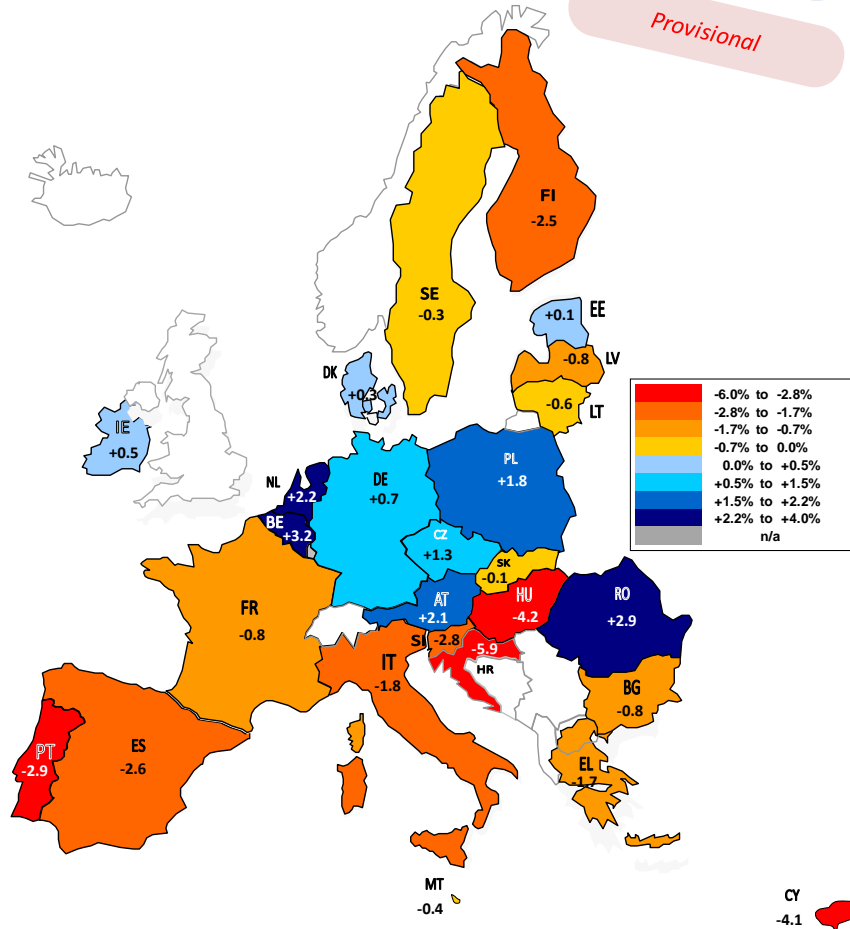 Provisional
FI
-2.5
SE
-0.3
EE
+0.1
LV
-0.8
LT
-0.6
DK
+0.3
IE
+0.5
-6.0% to -2.8%
-2.8% to -1.7%
-1.7% to -0.7%
-0.7% to 0.0%
0.0% to +0.5%
+0.5% to +1.5%
+1.5% to +2.2%
+2.2% to +4.0%
n/a
NL
+2.2
DE
+0.7
PL
+1.8
BE
+3.2
CZ
+1.3
SK
-0.1
FR
-0.8
AT
+2.1
HU
-4.2
RO
+2.9
SI
-2.8
-5.9
HR
IT
-1.8
BG
-0.8
PT
-2.9
ES
-2.6
EL
-1.7
MT
-0.4
CY
-4.1